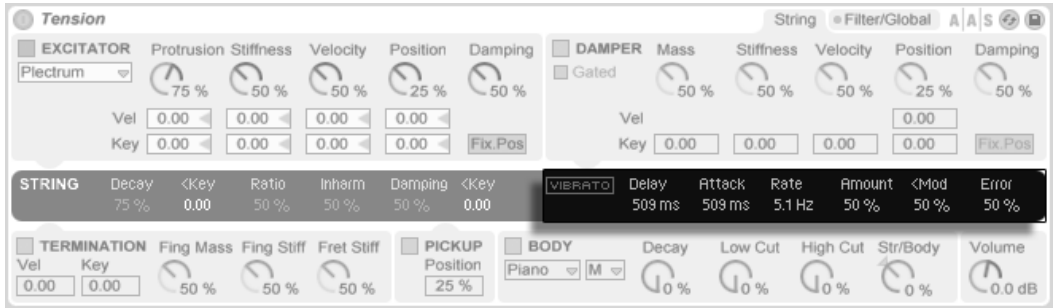 Tension String Filter/Global A A S
EXCITATOR Protrusion Stiffness Velocity Position Damping
Plectrum 75 % 50 % 50 % 25 % 50 %
Vel 0.00 0.00 0.00 0.00
Key 0.00 0.00 0.00 0.00 Fix.Pos
DAMPER Mass Stiffness Velocity Position Damping
Gated 50 % 50 % 50 % 25 % 50 %
Vel 0.00
Key 0.00 0.00 0.00 0.00 Fix.Pos
STRING Decay <Key Ratio Inharm Damping <Key
75 % 0.00 50 % 50 % 50 % 0.00
VIBRATO Delay Attack Rate Amount <Mod Error
509 ms 509 ms 5.1 Hz 50 % 50 % 50 %
TERMINATION Fing Mass Fing Stiff Fret Stiff
Vel Key
0.00 0.00 50 % 50 % 50 %
PICKUP
Position
25 %
BODY Decay Low Cut High Cut Str/Body
Piano M 0 % 0 % 0 % 0 %
Volume
0.0 dB